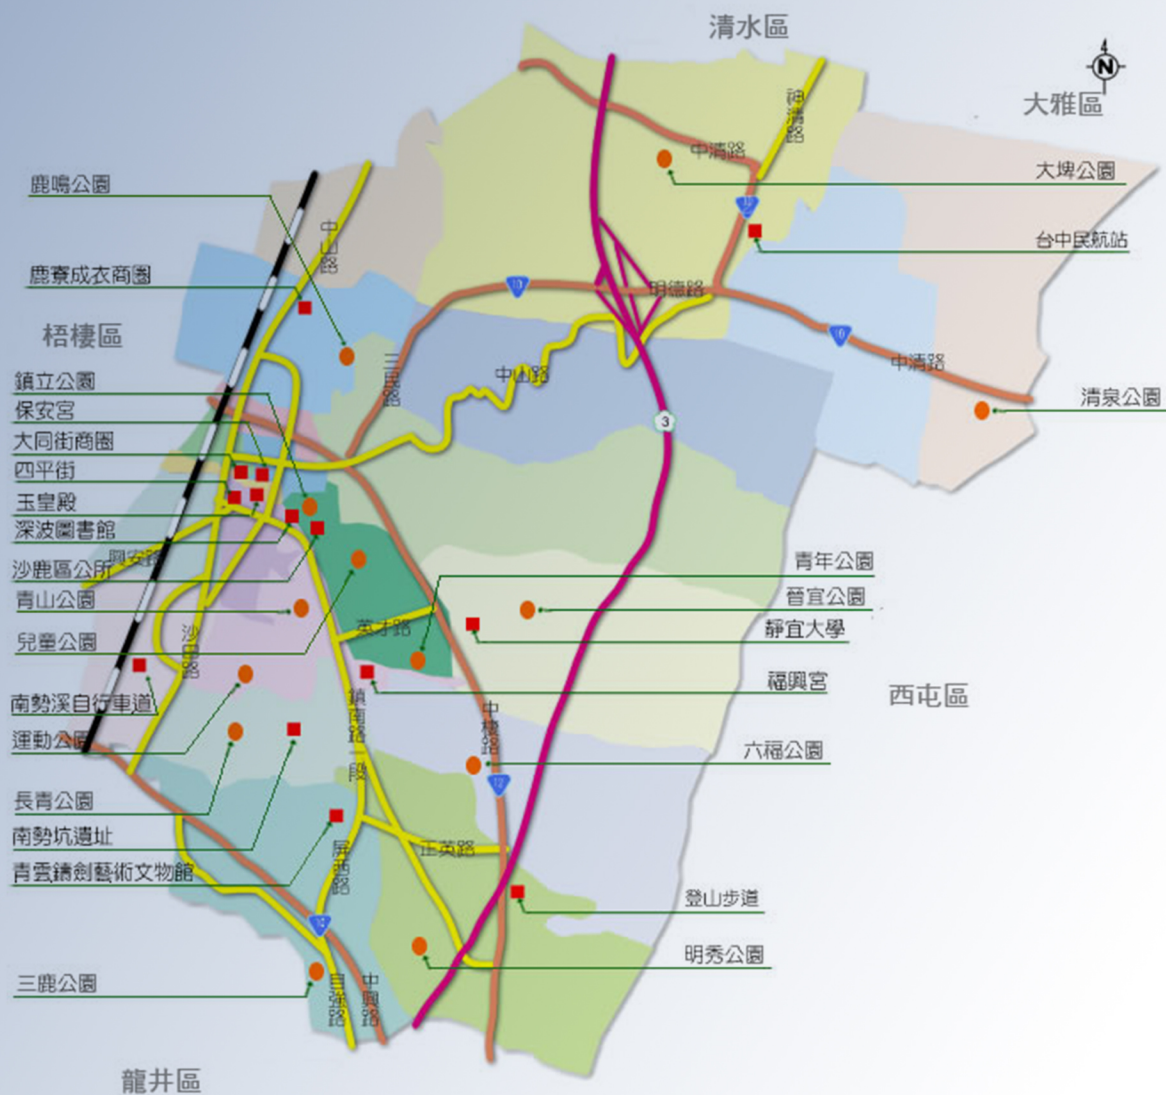 清水區
N
大雅區
神清路
中清路
大埤公園
鹿鳴公園
中山路
台中民航站
鹿寮成衣商圈
10
明德路
梧棲區
10
中清路
三民路
中山路
鎮立公園
清泉公園
保安宮
3
大同街商圈
四平街
玉皇殿
深波圖書館
興安路
沙鹿區公所
青年公園
青山公園
晉宜公園
英才路
靜宜大學
兒童公園
沙田路
福興宮
西屯區
南勢溪自行車道
鎮南路二段
中棲路
運動公園
六福公園
12
長青公園
南勢坑遺址
正英路
屏西路
青雲鑄劍藝術文物館
登山步道
明秀公園
三鹿公園
自強路
中興路
龍井區